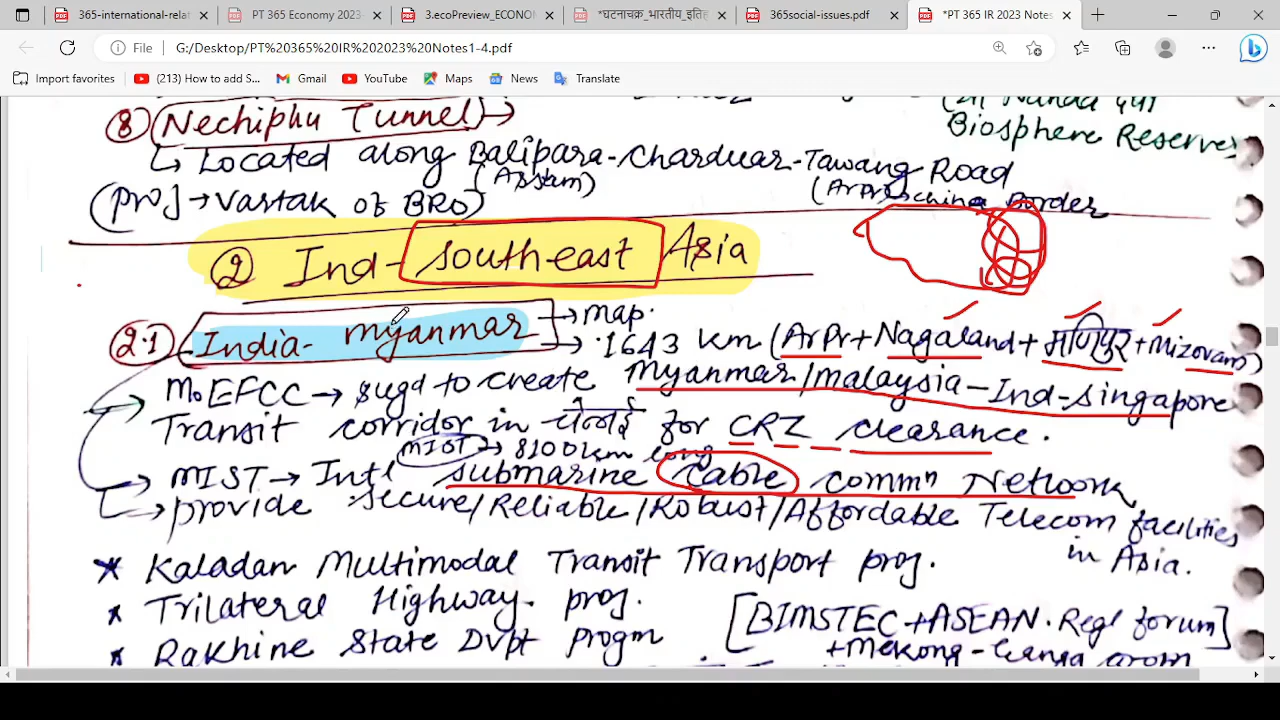 365-international-rela
PT 365 Economy 2023-
3.ecoPreview_ECONO
*घटनाचक्र_भारतीय_इति
365social-issues.pdf
*PT 365 IR 2023 Notes
File
G:/Desktop/PT%20365%20IR%202023%20Notes1-4.pdf
Import favorites
(213) How to add S...
Gmail
YouTube
Maps
News
Translate
Biosphere Reserve
8 Nechiphu Tunnel →
Located along Balipara-Charduar-Tawang Road
(Assam)
(proj → Vartak of BRO)
Border
2 Ind- southeast Asia
2.1 India- myanmar → map.
→ ·1643 km (ArPr + Nagaland + मणिपुर + Mizoram)
→ MoEFCC → sugd to create Myanmar/malaysia-Ind-singapore
Transit corridor in चेन्नई for CRZ clearance.
MIST → 8100 km long
→ MIST → Intl submarine cable commn Network
→ provide secure/Reliable/Robust/Affordable Telecom facilities
in Asia.
* Kaladan Multimodal Transit Transport proj.
* Trilateral Highway proj.
* Rakhine State Dvpt progm
[BIMSTEC + ASEAN. Regl forum]
+Mekong-Ganga